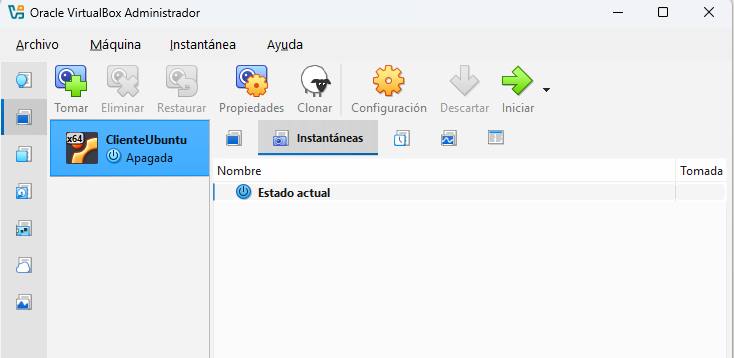 Oracle VirtualBox Administrador
Archivo Máquina Instantánea Ayuda
Tomar Eliminar Restaurar Propiedades Clonar Configuración Descartar Iniciar
x64
ClienteUbuntu
Apagada
Instantáneas
Nombre Tomada
Estado actual